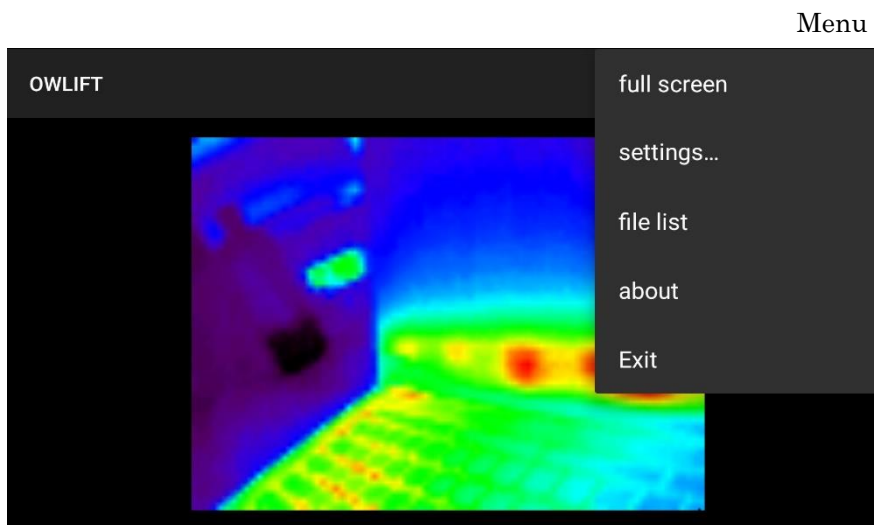 Menu
OWLIFT
full screen
settings…
file list
about
Exit